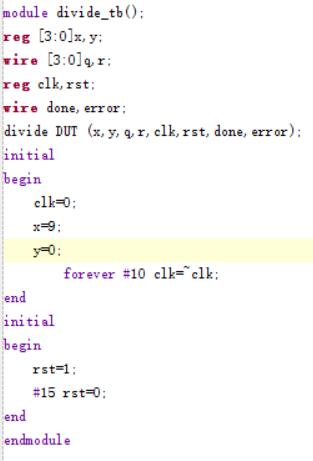 module divide_tb();
reg [3:0]x,y;
wire [3:0]q,r;
reg clk,rst;
wire done,error;
divide DUT (x,y,q,r,clk,rst,done,error);
initial
begin
    clk=0;
    x=9;
    y=0;
        forever #10 clk=~clk;
end
initial
begin
    rst=1;
    #15 rst=0;
end
endmodule